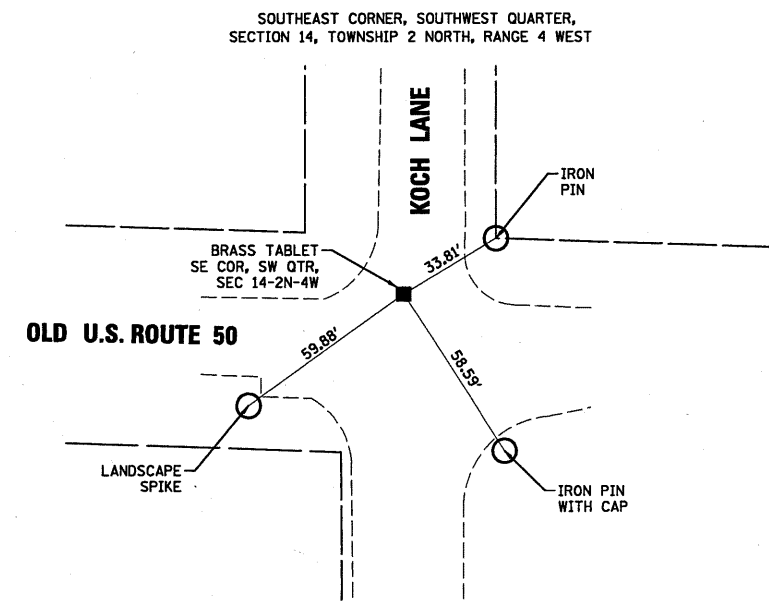 SOUTHEAST CORNER, SOUTHWEST QUARTER,
SECTION 14, TOWNSHIP 2 NORTH, RANGE 4 WEST
KOCH LANE
IRON
PIN
BRASS TABLET
SE COR, SW QTR,
SEC 14-2N-4W
33.81'
OLD U.S. ROUTE 50
59.88'
58.59'
LANDSCAPE
SPIKE
IRON PIN
WITH CAP